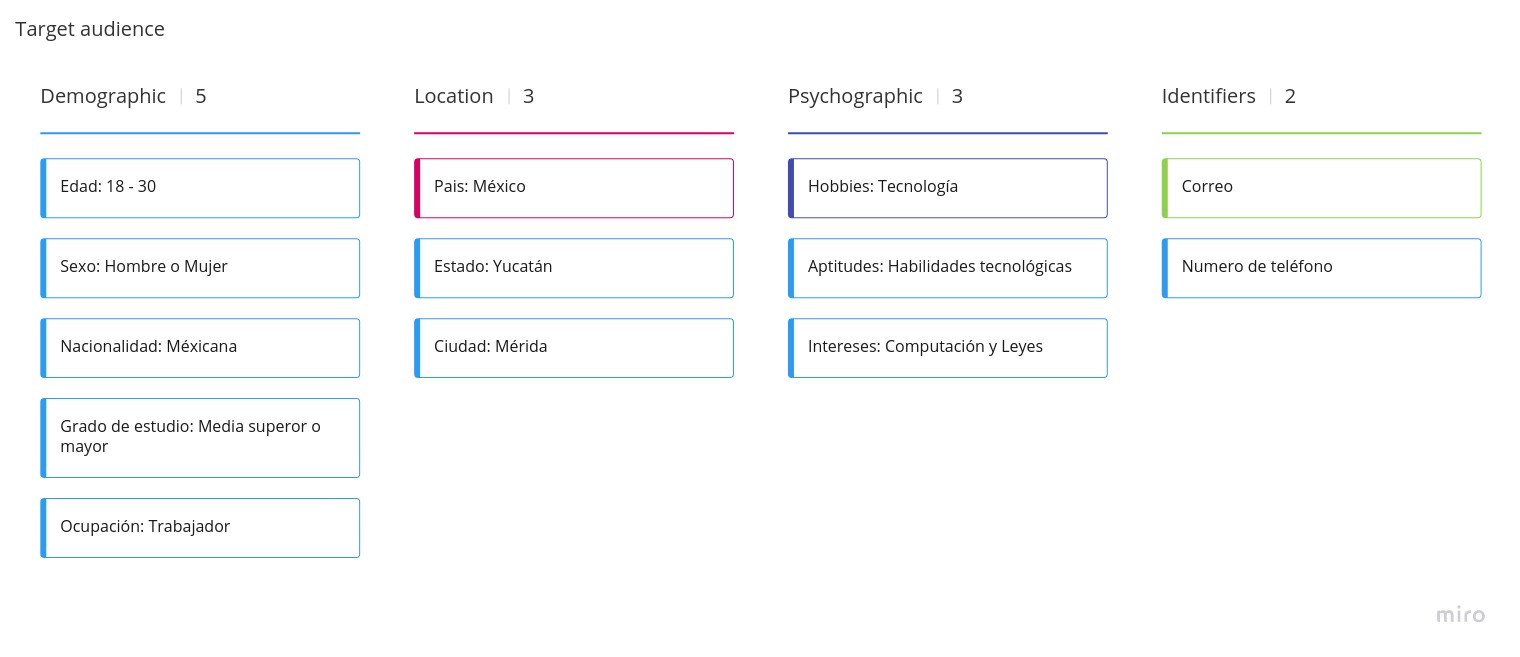 Target audience
Demographic | 5
Edad: 18 - 30
Sexo: Hombre o Mujer
Nacionalidad: Méxicana
Grado de estudio: Media superor o
mayor
Ocupación: Trabajador
Location | 3
Pais: México
Estado: Yucatán
Ciudad: Mérida
Psychographic | 3
Hobbies: Tecnología
Aptitudes: Habilidades tecnológicas
Intereses: Computación y Leyes
Identifiers | 2
Correo
Numero de teléfono
miro